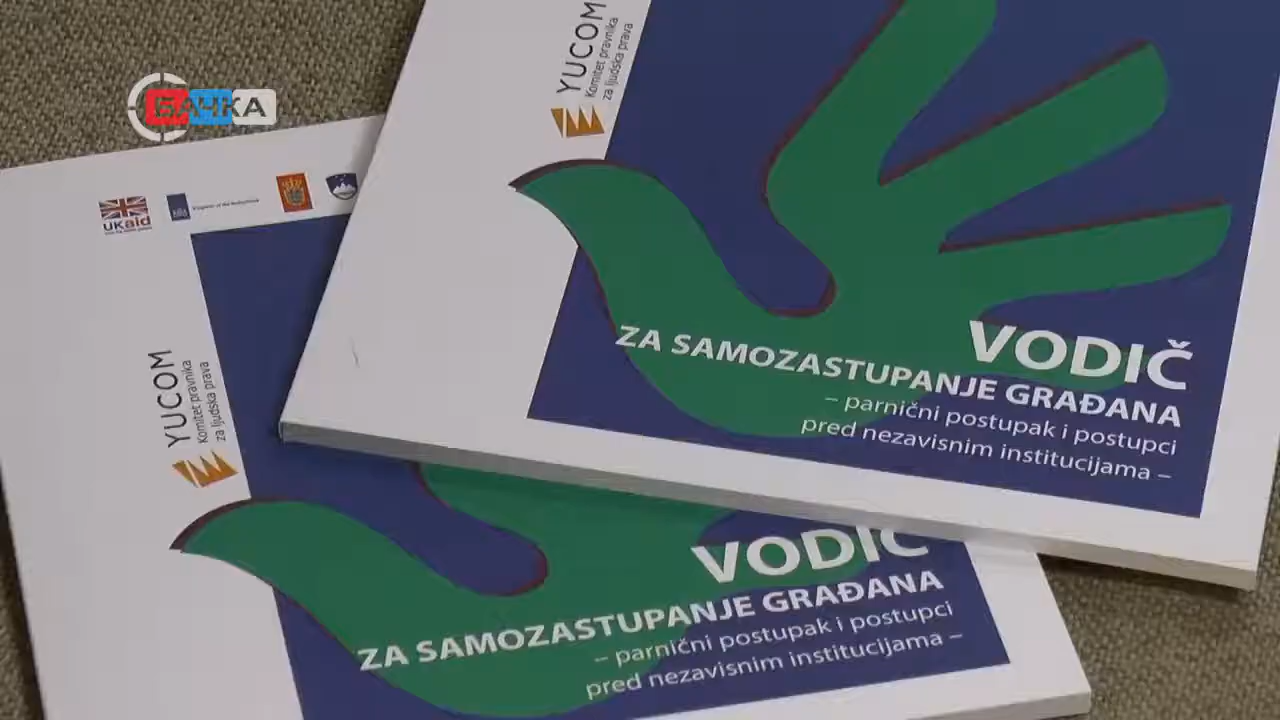 БАЧКА
YUCOM
Komitet pravnika
za ljudska prava
VODIČ
ZA SAMOZASTUPANJE GRAĐANA
– parnični postupak i postupci
pred nezavisnim institucijama –
UKaid
YUCOM
Komitet pravnika
za ljudska prava
VODIČ
ZA SAMOZASTUPANJE GRAĐANA
– parnični postupak i postupci
pred nezavisnim institucijama –